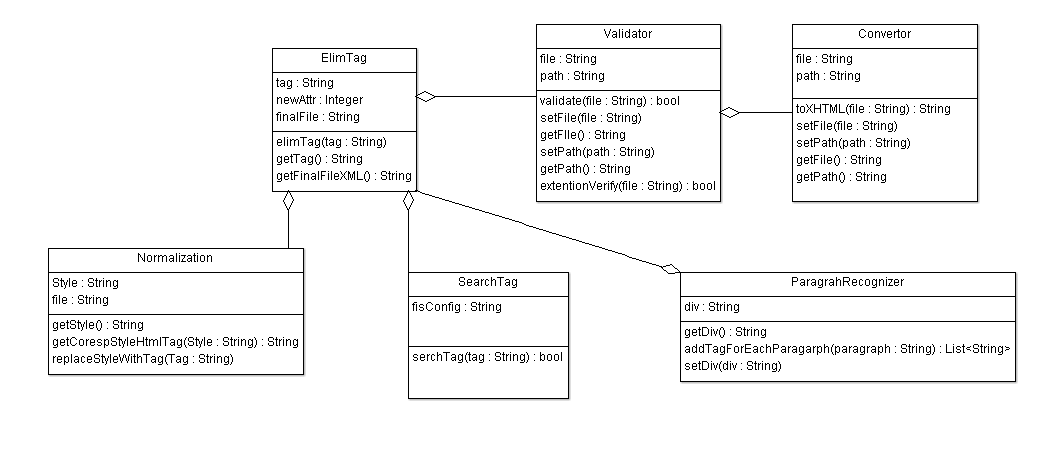 ElimTag
tag : String
newAttr : Integer
finalFile : String
elimTag(tag : String)
getTag() : String
getFinalFileXML() : String
Validator
file : String
path : String
validate(file : String) : bool
setFile(file : String)
getFIle() : String
setPath(path : String)
getPath() : String
extentionVerify(file : String) : bool
Convertor
file : String
path : String
toXHTML(file : String) : String
setFile(file : String)
setPath(path : String)
getFile() : String
getPath() : String
Normalization
Style : String
file : String
getStyle() : String
getCorespStyleHtmlTag(Style : String) : String
replaceStyleWithTag(Tag : String)
SearchTag
fisConfig : String
serchTag(tag : String) : bool
ParagrahRecognizer
div : String
getDiv() : String
addTagForEachParagarph(paragraph : String) : List<String>
setDiv(div : String)